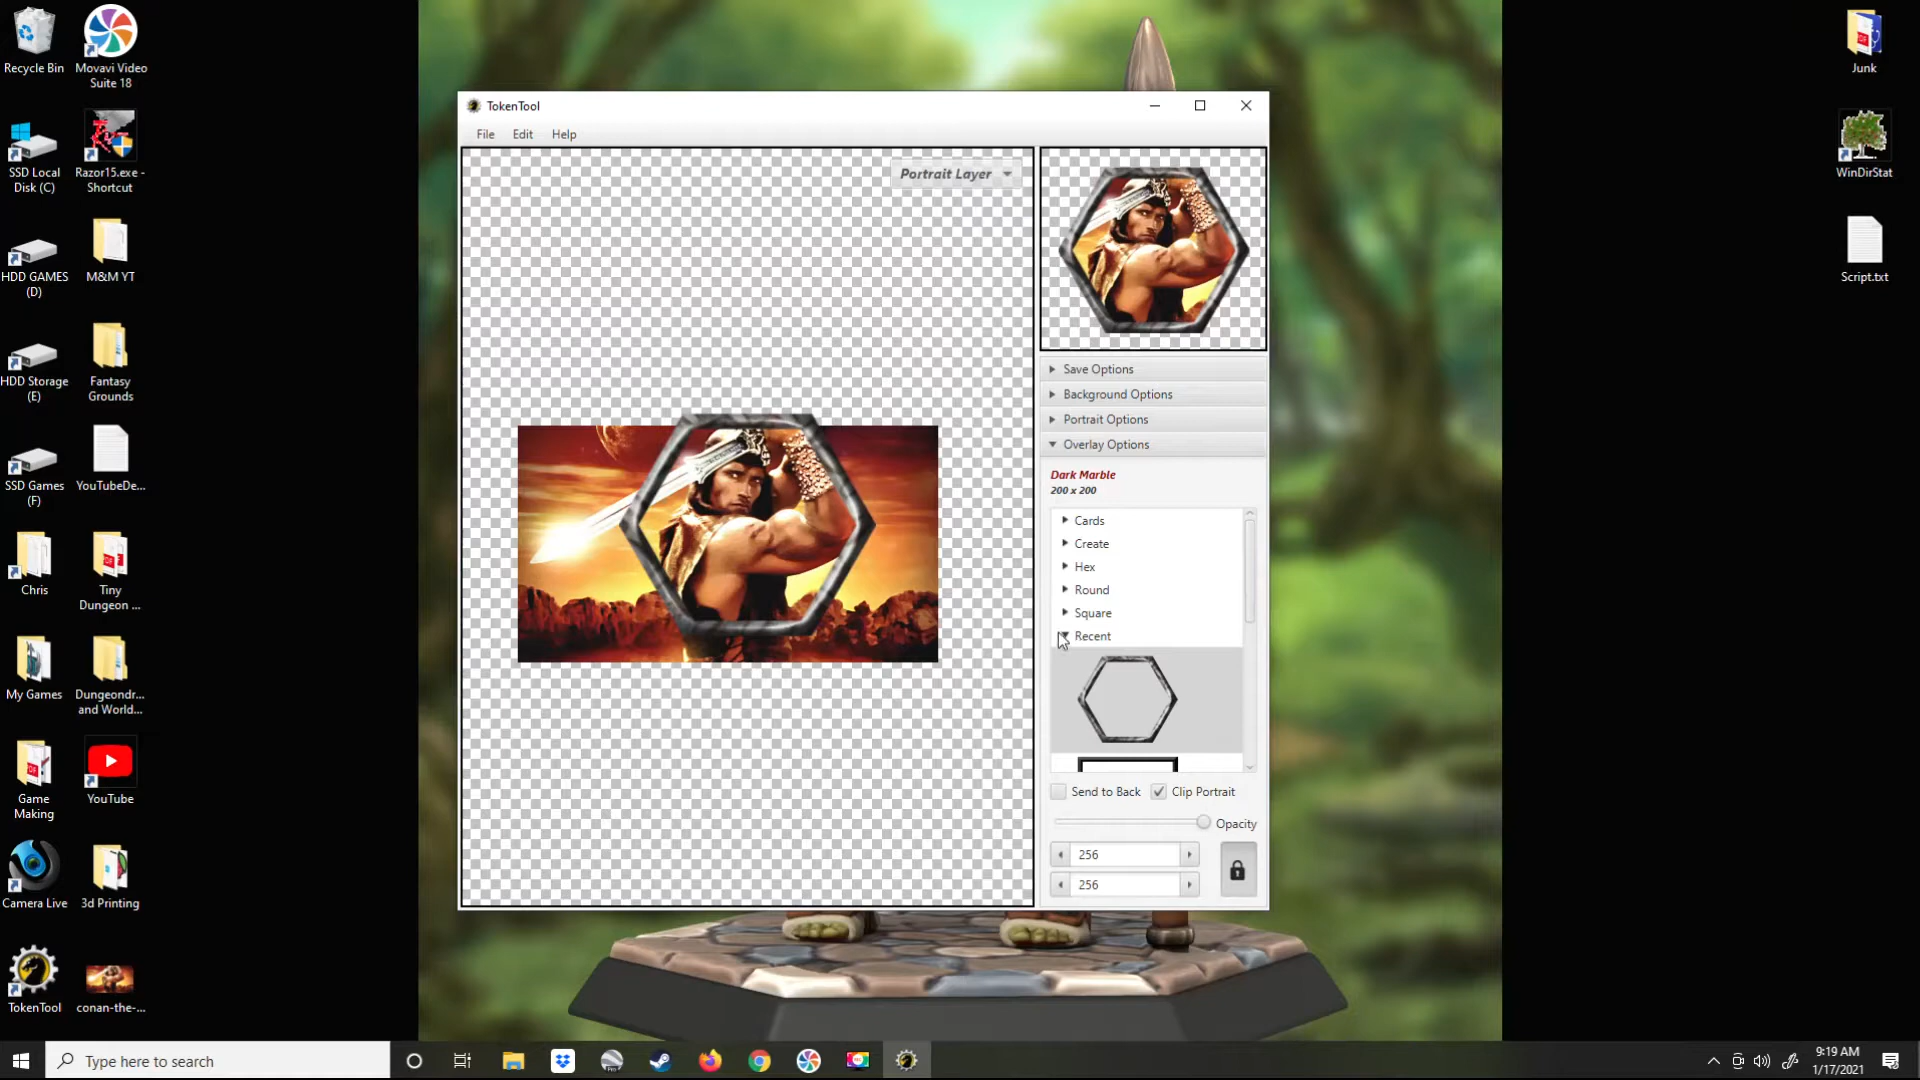 Recycle Bin
Movavi Video
Suite 18
SSD Local
Disk (C)
Razor15.exe -
Shortcut
HDD GAMES
(D)
M&M YT
HDD Storage
(E)
Fantasy
Grounds
SSD Games
(F)
YouTubeDe...
Chris
Tiny
Dungeon ...
My Games
Dungeondr...
and World...
Game
Making
YouTube
Camera Live
3d Printing
TokenTool
conan-the-...
TokenTool
File
Edit
Help
Portrait Layer
Save Options
Background Options
Portrait Options
Overlay Options
Dark Marble
200 x 200
Cards
Create
Hex
Round
Square
Recent
Send to Back
Clip Portrait
Opacity
256
256
Junk
WinDirStat
Script.txt
Type here to search
9:19 AM
1/17/2021